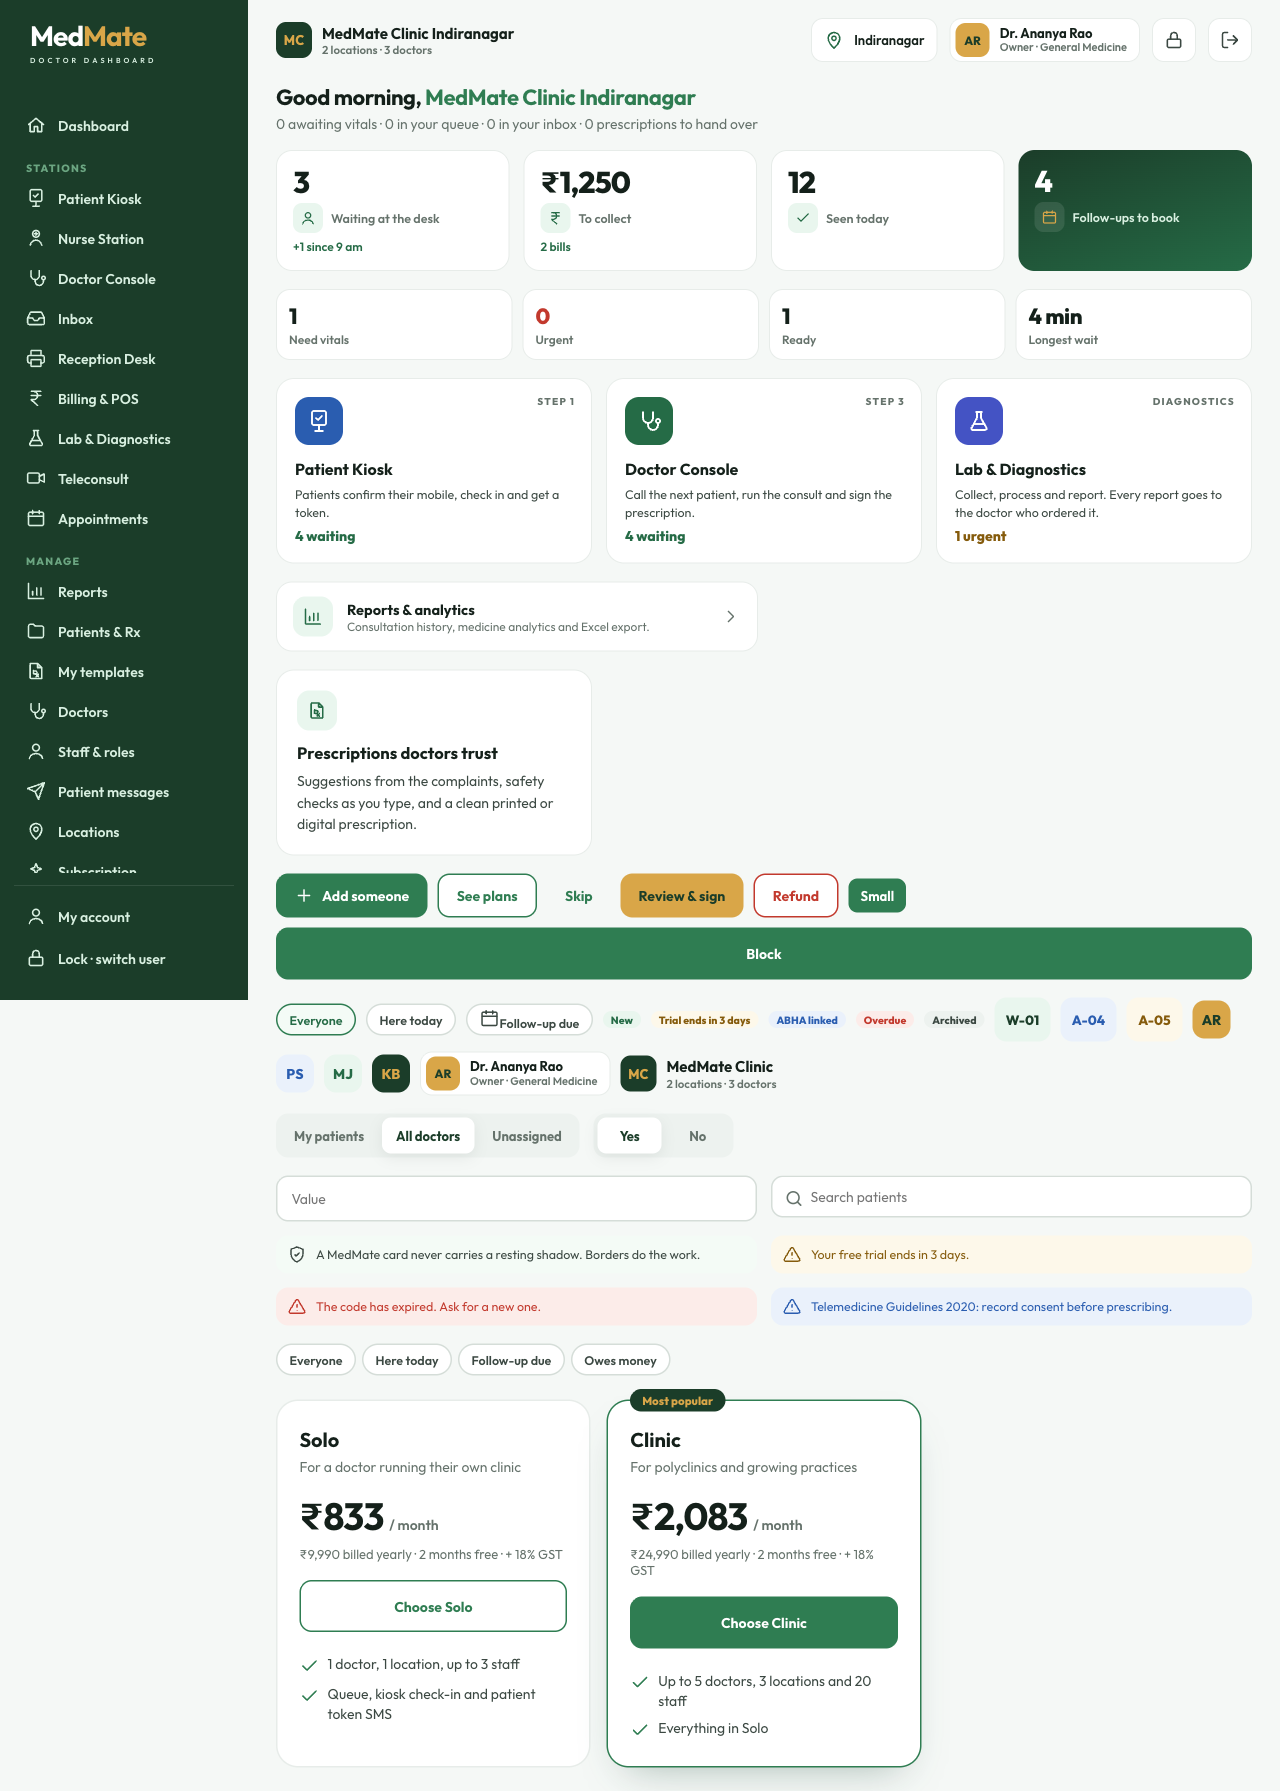 MedMate
DOCTOR DASHBOARD
Dashboard
STATIONS
Patient Kiosk
Nurse Station
Doctor Console
Inbox
Reception Desk
Billing & POS
Lab & Diagnostics
Teleconsult
Appointments
MANAGE
Reports
Patients & Rx
My templates
Doctors
Staff & roles
Patient messages
Locations
Subscription
My account
Lock · switch user
MC
MedMate Clinic Indiranagar
2 locations · 3 doctors
Indiranagar
AR
Dr. Ananya Rao
Owner · General Medicine
Good morning, MedMate Clinic Indiranagar
0 awaiting vitals · 0 in your queue · 0 in your inbox · 0 prescriptions to hand over
3
Waiting at the desk
+1 since 9 am
₹1,250
₹
To collect
2 bills
12
Seen today
4
Follow-ups to book
1
Need vitals
0
Urgent
1
Ready
4 min
Longest wait
STEP 1
Patient Kiosk
Patients confirm their mobile, check in and get a
token.
4 waiting
STEP 3
Doctor Console
Call the next patient, run the consult and sign the
prescription.
4 waiting
DIAGNOSTICS
Lab & Diagnostics
Collect, process and report. Every report goes to
the doctor who ordered it.
1 urgent
Reports & analytics
Consultation history, medicine analytics and Excel export.
Prescriptions doctors trust
Suggestions from the complaints, safety
checks as you type, and a clean printed or
digital prescription.
Add someone
See plans
Skip
Review & sign
Refund
Small
Block
Everyone
Here today
Follow-up due
New
Trial ends in 3 days
ABHA linked
Overdue
Archived
W-01
A-04
A-05
AR
PS
MJ
KB
AR
Dr. Ananya Rao
Owner · General Medicine
MC
MedMate Clinic
2 locations · 3 doctors
My patients
All doctors
Unassigned
Yes
No
Value
Search patients
A MedMate card never carries a resting shadow. Borders do the work.
Your free trial ends in 3 days.
The code has expired. Ask for a new one.
Telemedicine Guidelines 2020: record consent before prescribing.
Everyone
Here today
Follow-up due
Owes money
Solo
For a doctor running their own clinic
₹833 / month
₹9,990 billed yearly · 2 months free · + 18% GST
Choose Solo
1 doctor, 1 location, up to 3 staff
Queue, kiosk check-in and patient
token SMS
Most popular
Clinic
For polyclinics and growing practices
₹2,083 / month
₹24,990 billed yearly · 2 months free · + 18%
GST
Choose Clinic
Up to 5 doctors, 3 locations and 20
staff
Everything in Solo